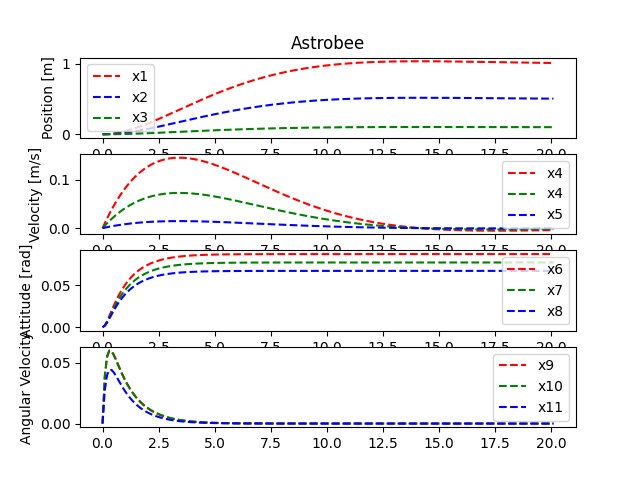 Astrobee
Position [m]
1
0
x1
x2
x3
Velocity [m/s]
0.1
0.0
x4
x4
x5
Attitude [rad]
0.05
0.00
x6
x7
x8
Angular Velocity
0.05
0.00
x9
x10
x11
0.0 2.5 5.0 7.5 10.0 12.5 15.0 17.5 20.0